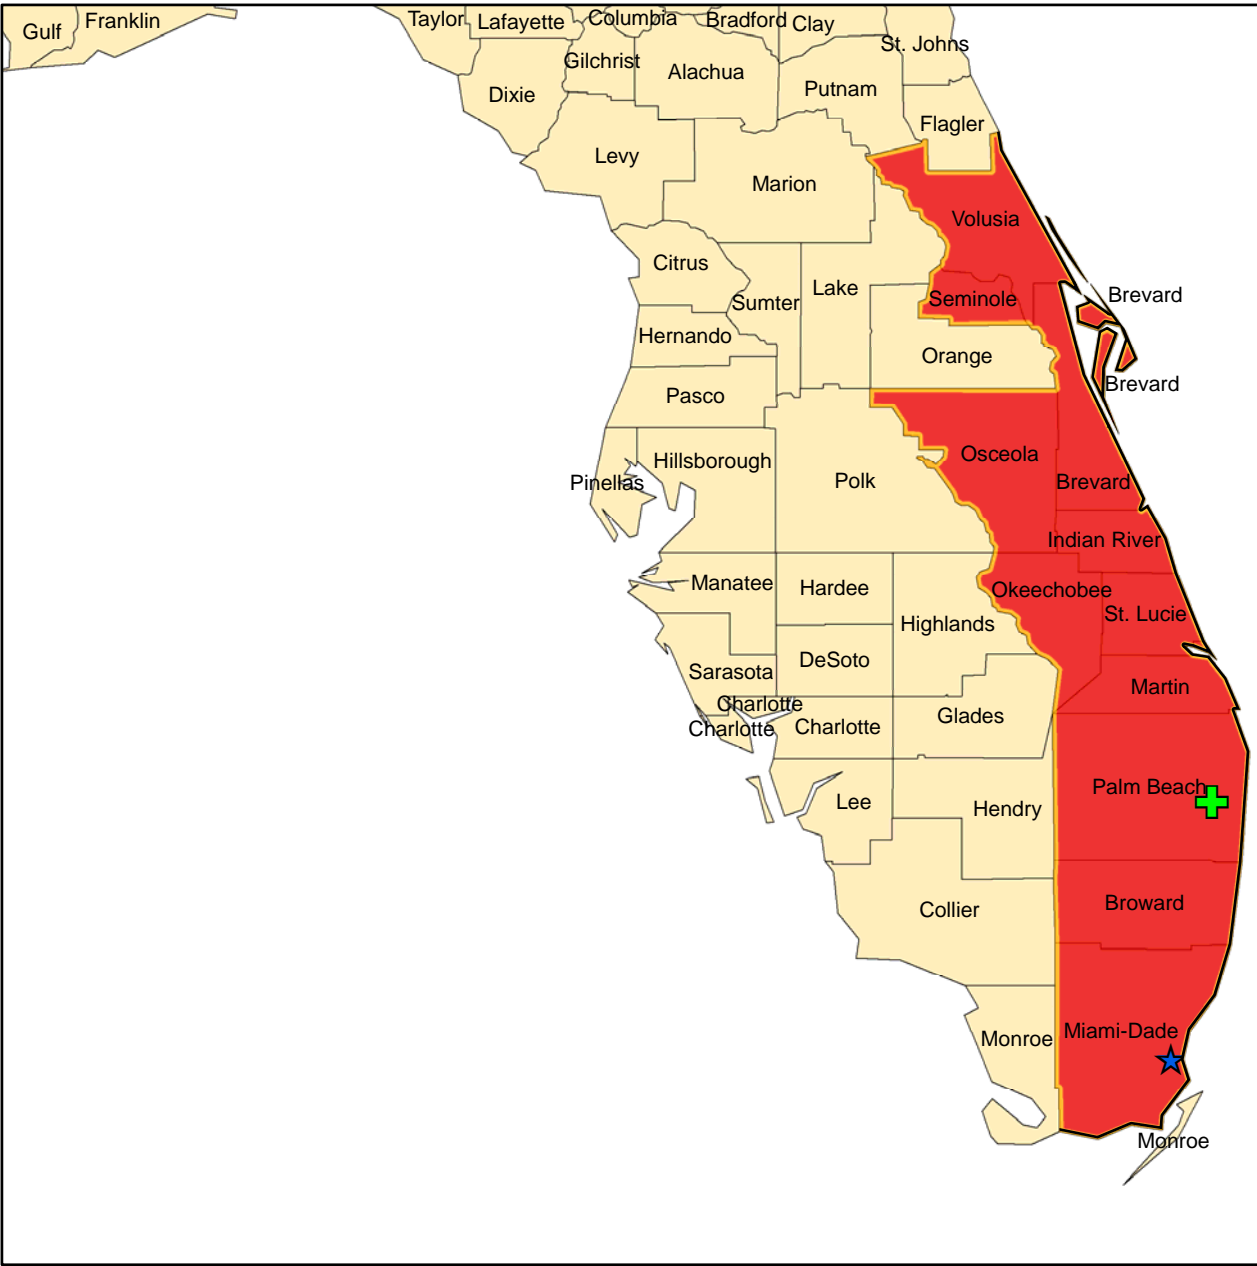 Gulf
Franklin
Taylor
Lafayette
Columbia
Bradford
Clay
St. Johns
Gilchrist
Alachua
Putnam
Dixie
Flagler
Levy
Marion
Volusia
Citrus
Sumter
Lake
Seminole
Brevard
Hernando
Orange
Brevard
Pasco
Hillsborough
Osceola
Pinellas
Polk
Brevard
Indian River
Manatee
Hardee
Okeechobee
Highlands
St. Lucie
Sarasota
DeSoto
Martin
Charlotte
Charlotte
Charlotte
Glades
Palm Beach
Lee
Hendry
Collier
Broward
Monroe
Miami-Dade
Monroe